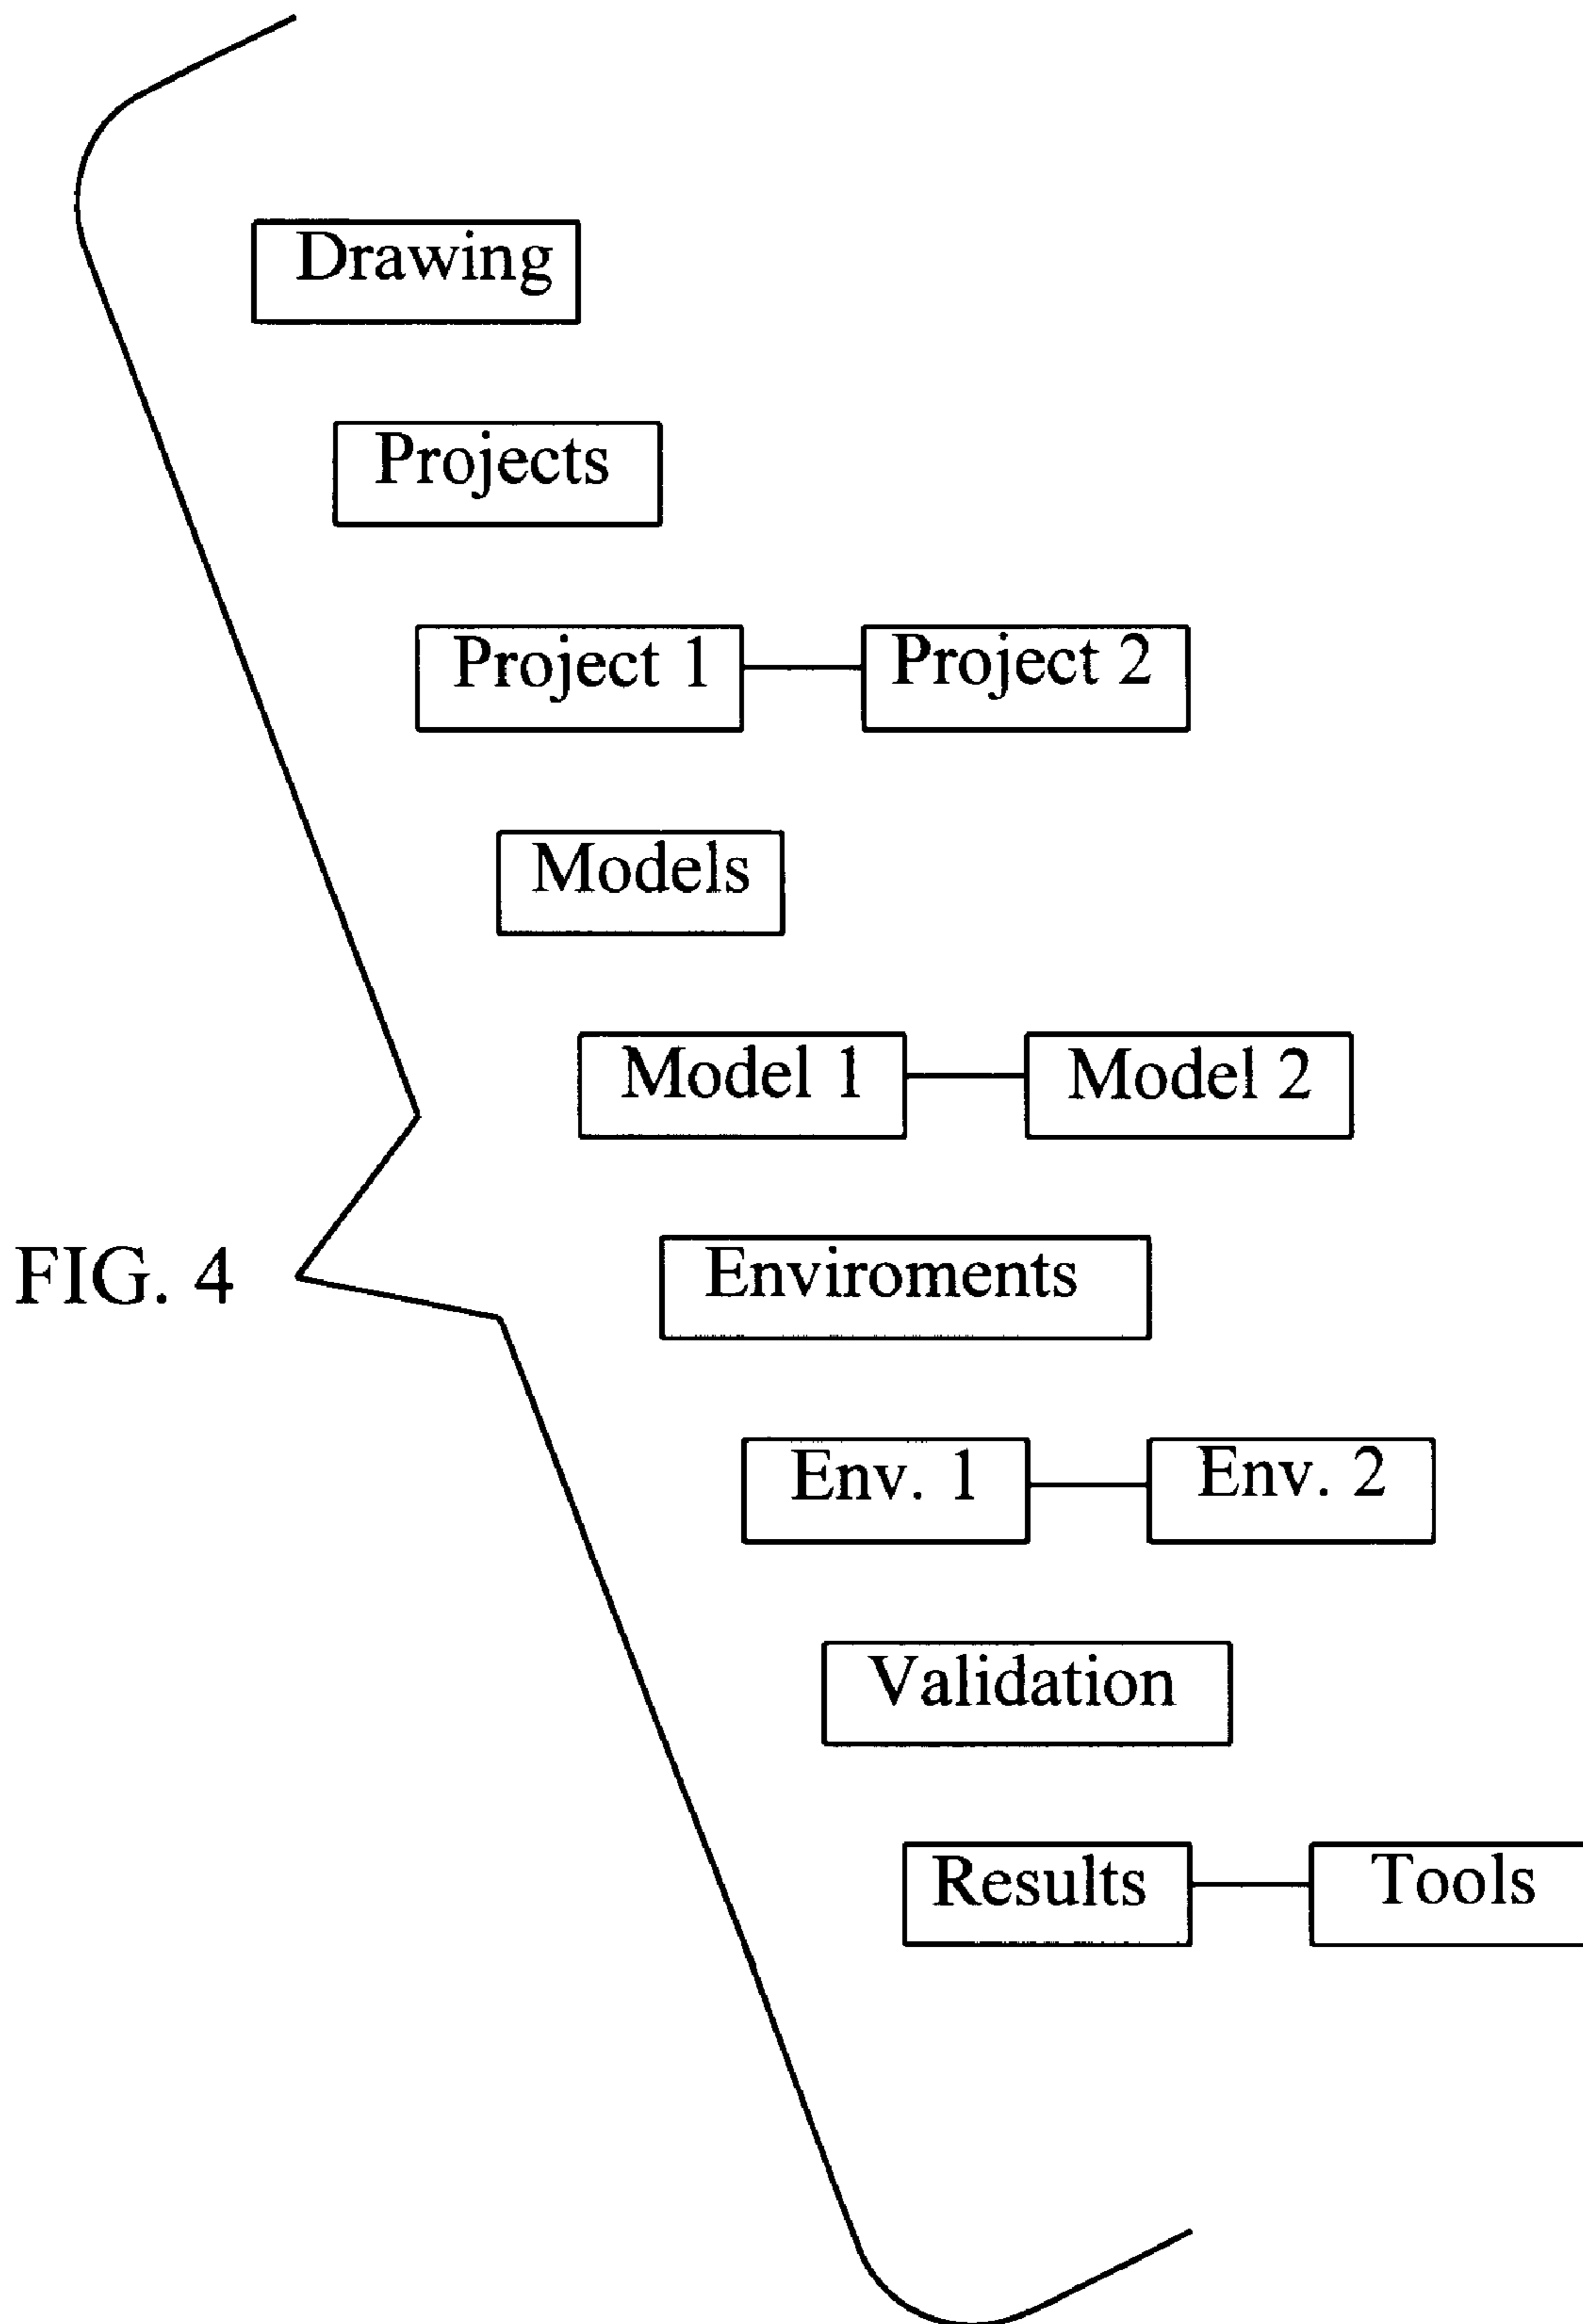 Drawing
Projects
Project 1 Project 2
Models
Model 1 Model 2
FIG. 4 Enviroments
Env. 1 Env. 2
Validation
Results Tools